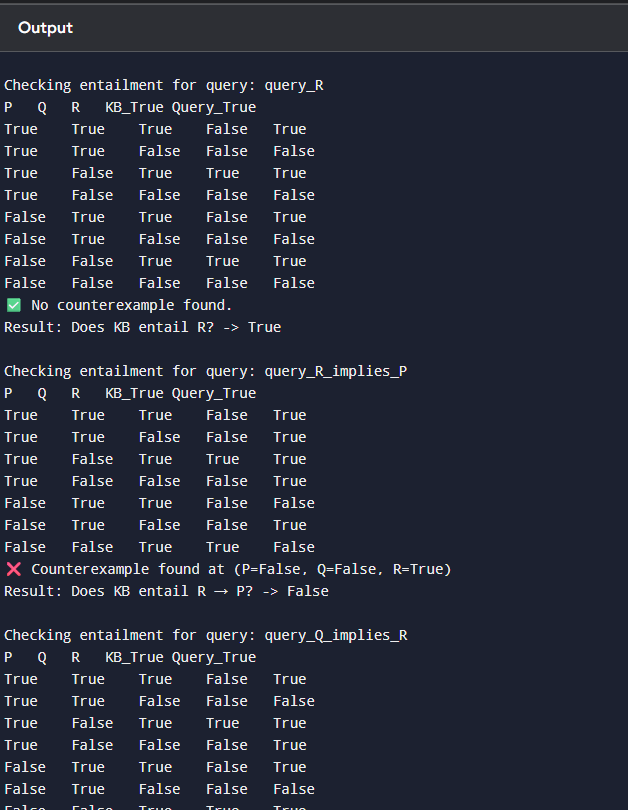 Output
Checking entailment for query: query_R
P Q R KB_True Query_True
True True True False True
True True False False False
True False True True True
True False False False False
False True True False True
False True False False False
False False True True True
False False False False False
✅ No counterexample found.
Result: Does KB entail R? -> True
Checking entailment for query: query_R_implies_P
P Q R KB_True Query_True
True True True False True
True True False False True
True False True True True
True False False False True
False True True False False
False True False False True
False False True True False
❌ Counterexample found at (P=False, Q=False, R=True)
Result: Does KB entail R → P? -> False
Checking entailment for query: query_Q_implies_R
P Q R KB_True Query_True
True True True False True
True True False False False
True False True True True
True False False False True
False True True False True
False True False False False
False False True True True